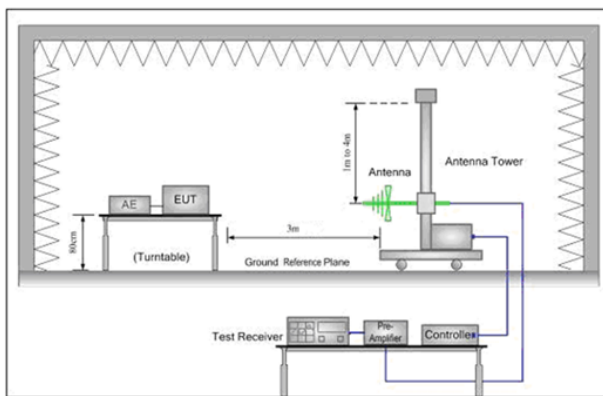 1m to 4m
Antenna
Antenna Tower
AE
EUT
80cm
(Turntable)
3m
Ground Reference Plane
Test Receiver
Pre-
Amplifier
Controller